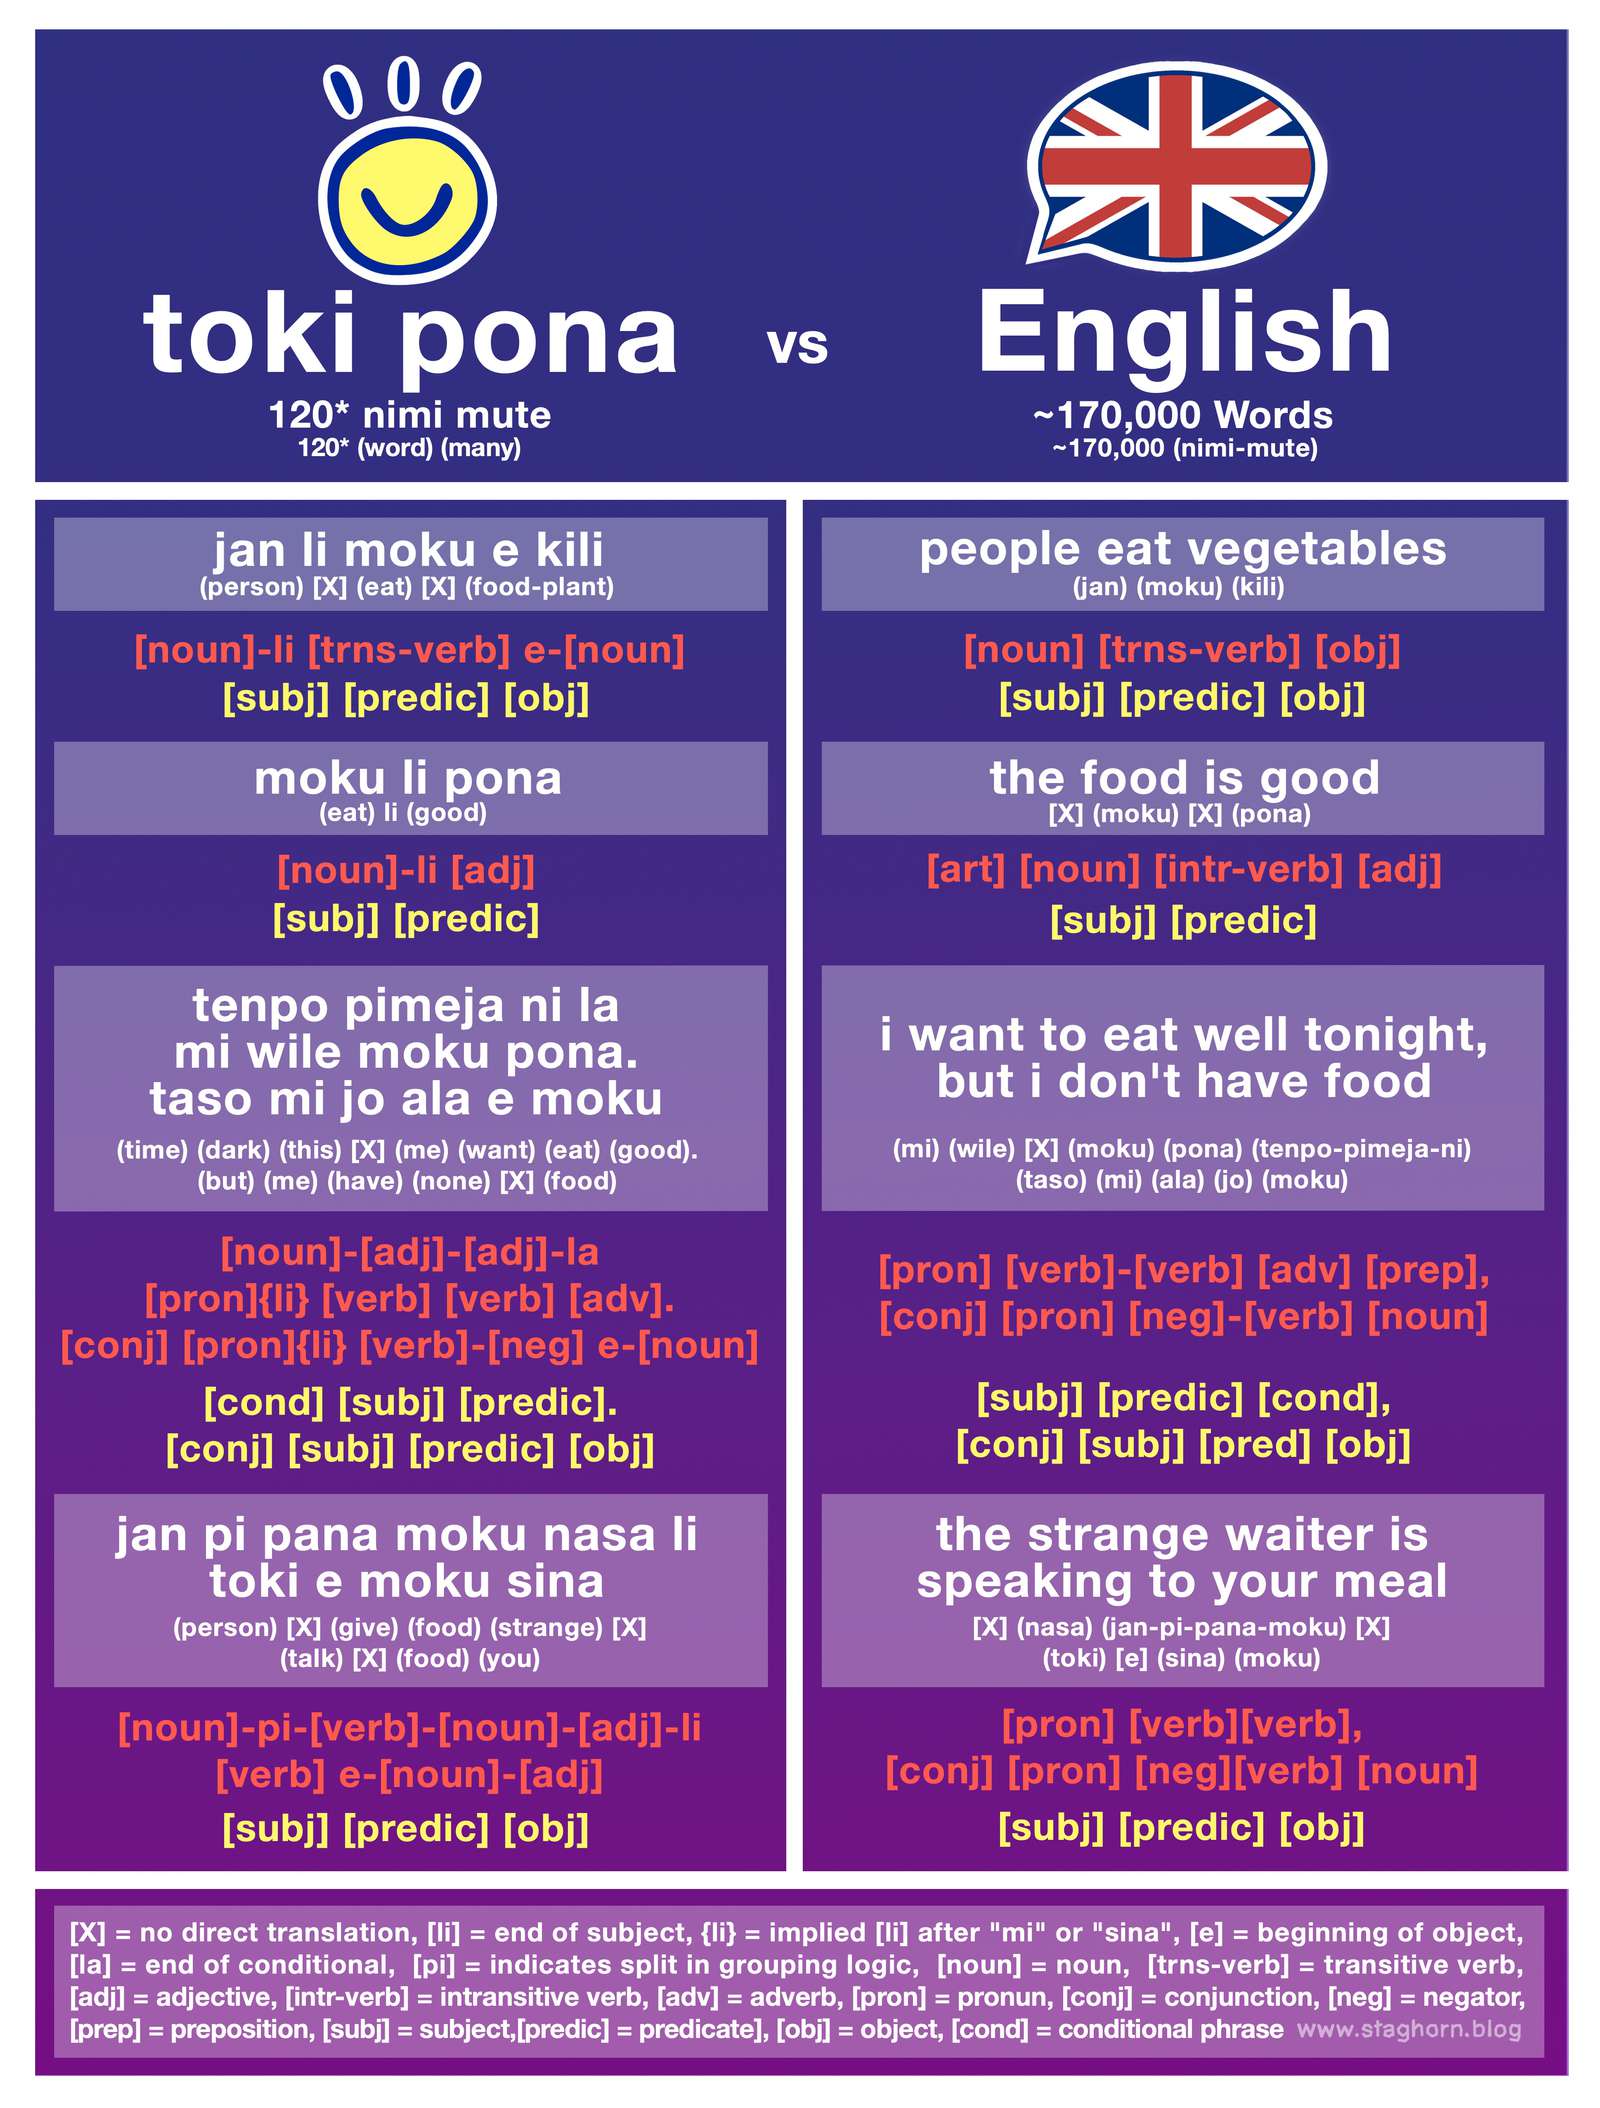 toki pona
vs
English
120* nimi mute
120* (word) (many)
~170,000 Words
~170,000 (nimi-mute)
jan li moku e kili
(person) [X] (eat) [X] (food-plant)
[noun]-li [trns-verb] e-[noun]
[subj] [predic] [obj]
moku li pona
(eat) li (good)
[noun]-li [adj]
[subj] [predic]
tenpo pimeja ni la
mi wile moku pona.
taso mi jo ala e moku
(time) (dark) (this) [X] (me) (want) (eat) (good).
(but) (me) (have) (none) [X] (food)
[noun]-[adj]-[adj]-la
[pron]{li} [verb] [verb] [adv].
[conj] [pron]{li} [verb]-[neg] e-[noun]
[cond] [subj] [predic].
[conj] [subj] [predic] [obj]
jan pi pana moku nasa li
toki e moku sina
(person) [X] (give) (food) (strange) [X]
(talk) [X] (food) (you)
[noun]-pi-[verb]-[noun]-[adj]-li
[verb] e-[noun]-[adj]
[subj] [predic] [obj]
people eat vegetables
(jan) (moku) (kili)
[noun] [trns-verb] [obj]
[subj] [predic] [obj]
the food is good
[X] (moku) [X] (pona)
[art] [noun] [intr-verb] [adj]
[subj] [predic]
i want to eat well tonight,
but i don't have food
(mi) (wile) [X] (moku) (pona) (tenpo-pimeja-ni)
(taso) (mi) (ala) (jo) (moku)
[pron] [verb]-[verb] [adv] [prep],
[conj] [pron] [neg]-[verb] [noun]
[subj] [predic] [cond],
[conj] [subj] [pred] [obj]
the strange waiter is
speaking to your meal
[X] (nasa) (jan-pi-pana-moku) [X]
(toki) [e] (sina) (moku)
[pron] [verb][verb],
[conj] [pron] [neg][verb] [noun]
[subj] [predic] [obj]
[X] = no direct translation, [li] = end of subject, {li} = implied [li] after "mi" or "sina", [e] = beginning of object,
[la] = end of conditional, [pi] = indicates split in grouping logic, [noun] = noun, [trns-verb] = transitive verb,
[adj] = adjective, [intr-verb] = intransitive verb, [adv] = adverb, [pron] = pronun, [conj] = conjunction, [neg] = negator,
[prep] = preposition, [subj] = subject,[predic] = predicate], [obj] = object, [cond] = conditional phrase www.staghorn.blog